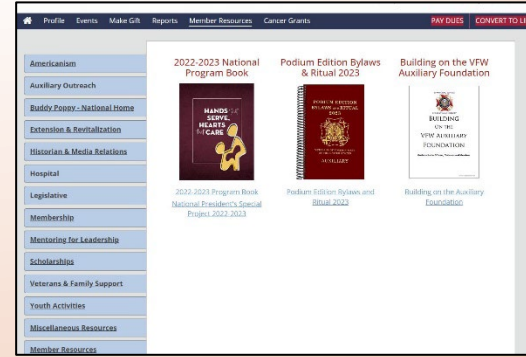 Profile Events Make Gift Reports Member Resources Cancer Grants PAY DUES CONVERT TO LI
Americanism
Auxiliary Outreach
Buddy Poppy - National Home
Extension & Revitalization
Historian & Media Relations
Hospital
Legislative
Membership
Mentoring for Leadership
Scholarships
Veterans & Family Support
Youth Activities
Miscellaneous Resources
Member Resources
2022-2023 National
Program Book
HANDS
SERVE,
HEARTS
CARE
2022-2023 Program Book
National President's Special
Project 2022-2023
Podium Edition Bylaws
& Ritual 2023
PODIUM EDITION
BYLAWS and RITUAL
2023
AUXILIARY
Podium Edition Bylaws and
Ritual 2023
Building on the VFW
Auxiliary Foundation
BUILDING
ON THE
VFW AUXILIARY
FOUNDATION
Building on the Auxiliary
Foundation